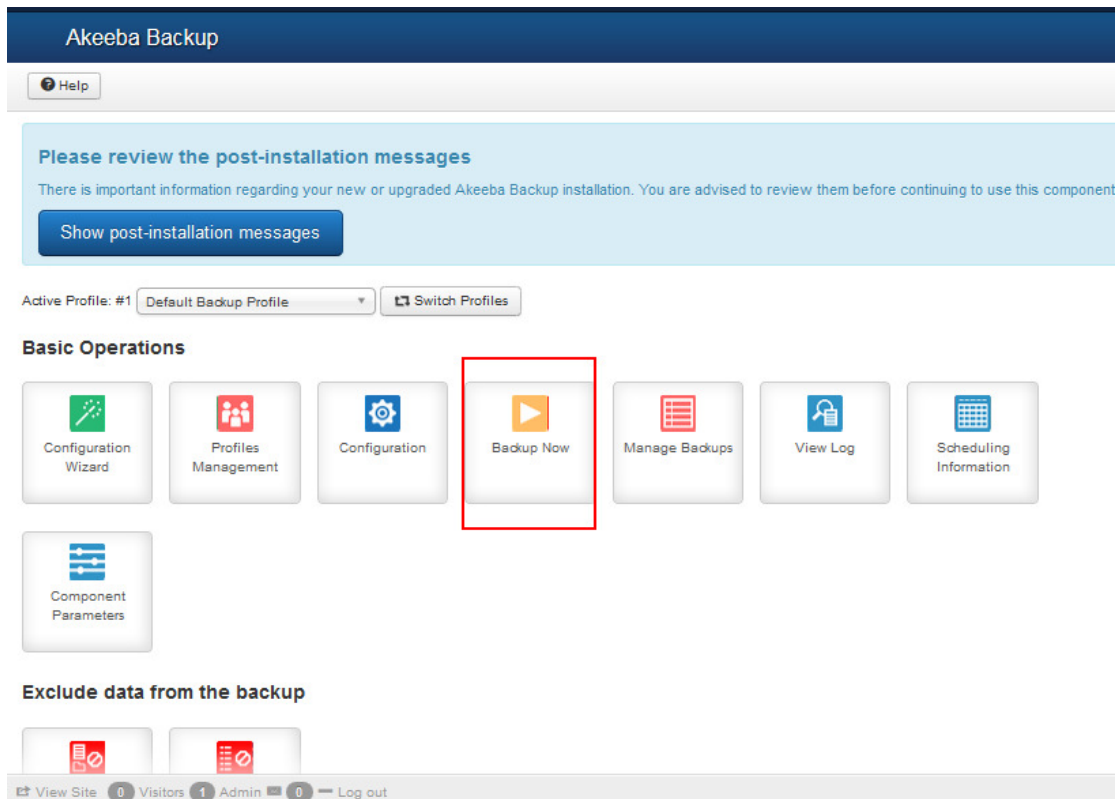 Akeeba Backup
Help
Please review the post-installation messages
There is important information regarding your new or upgraded Akeeba Backup installation. You are advised to review them before continuing to use this component
Show post-installation messages
Active Profile: #1 Default Backup Profile Switch Profiles
Basic Operations
Configuration
Wizard
Profiles
Management
Configuration
Backup Now
Manage Backups
View Log
Scheduling
Information
Component
Parameters
Exclude data from the backup
View Site 0 Visitors 1 Admin 0 Log out